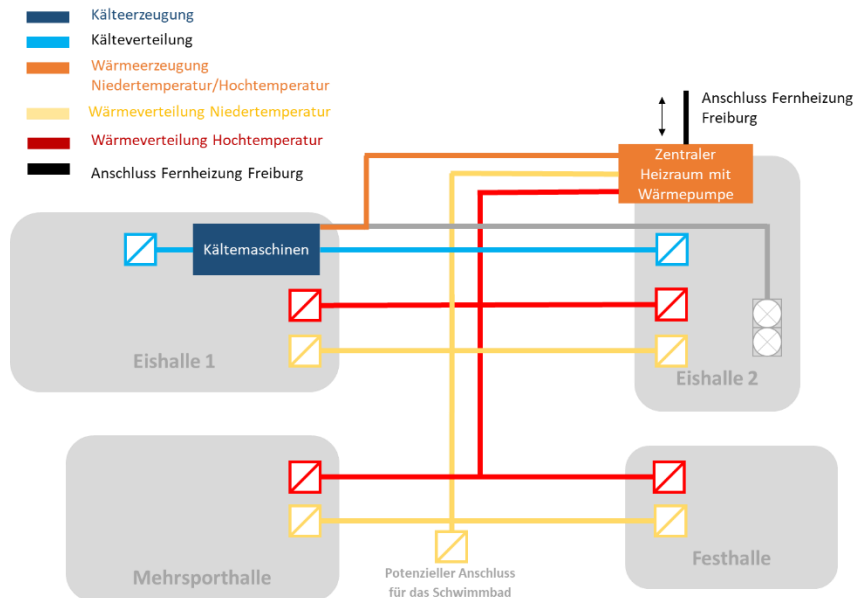 Kälteerzeugung
Kälteverteilung
Wärmeerzeugung
Niedertemperatur/Hochtemperatur
Wärmeverteilung Niedertemperatur
Wärmeverteilung Hochtemperatur
Anschluss Fernheizung Freiburg
Anschluss Fernheizung
Freiburg
Zentraler
Heizraum mit
Wärmepumpe
Kältemaschinen
Eishalle 1
Eishalle 2
Mehrsporthalle
Potenzieller Anschluss
für das Schwimmbad
Festhalle